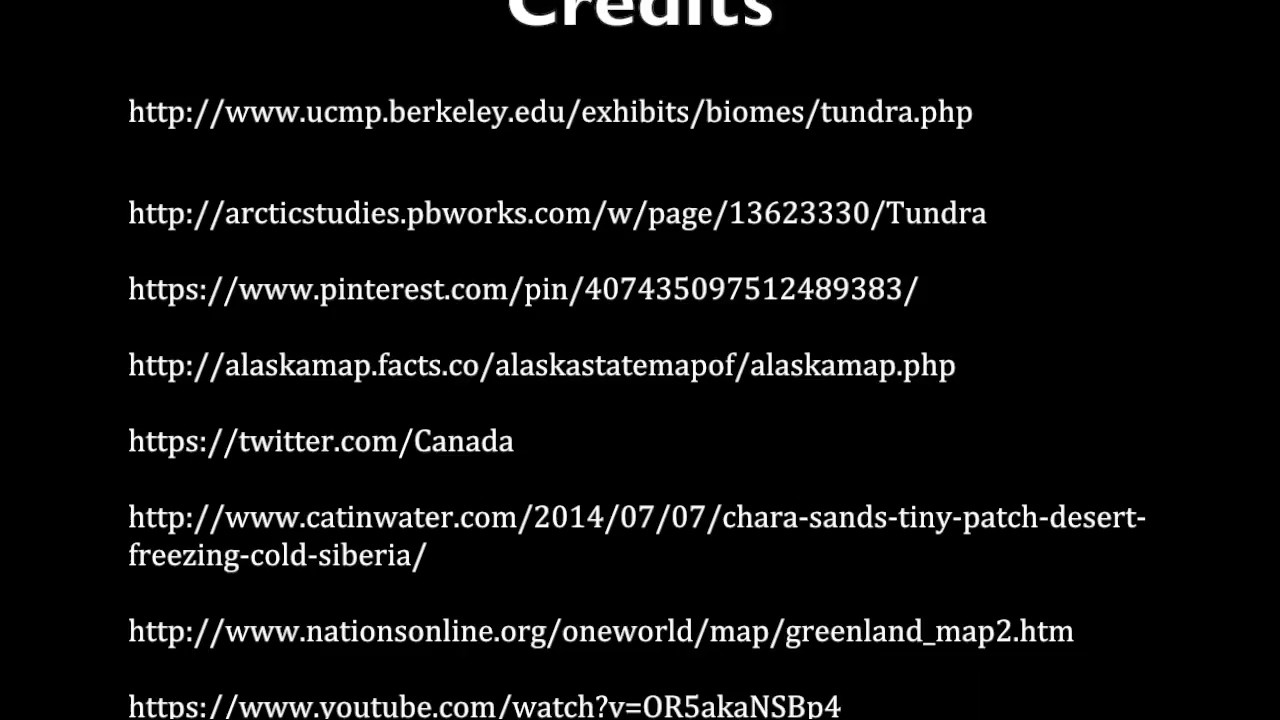 Credits
http://www.ucmp.berkeley.edu/exhibits/biomes/tundra.php
http://arcticstudies.pbworks.com/w/page/13623330/Tundra
https://www.pinterest.com/pin/407435097512489383/
http://alaskamap.facts.co/alaskastatemapof/alaskamap.php
https://twitter.com/Canada
http://www.catinwater.com/2014/07/07/chara-sands-tiny-patch-desert-
freezing-cold-siberia/
http://www.nationsonline.org/oneworld/map/greenland_map2.htm
https://www.youtube.com/watch?v=OR5akaNSBp4